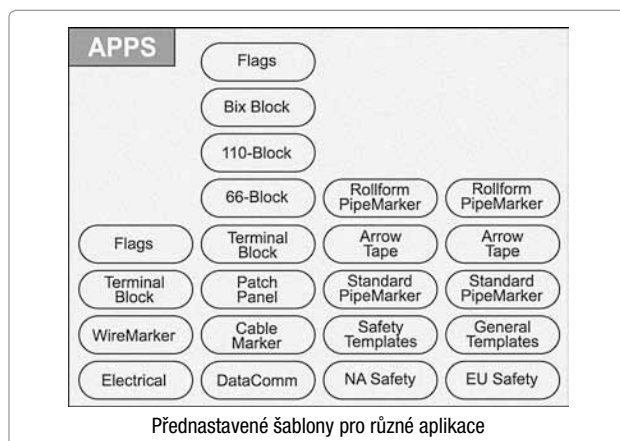 APPS
Flags
Bix Block
110-Block
66-Block
Rollform
PipeMarker
Rollform
PipeMarker
Flags
Terminal
Block
Arrow
Tape
Arrow
Tape
Terminal
Block
Patch
Panel
Standard
PipeMarker
Standard
PipeMarker
WireMarker
Cable
Marker
Safety
Templates
General
Templates
Electrical
DataComm
NA Safety
EU Safety
Přednastavené šablony pro různé aplikace